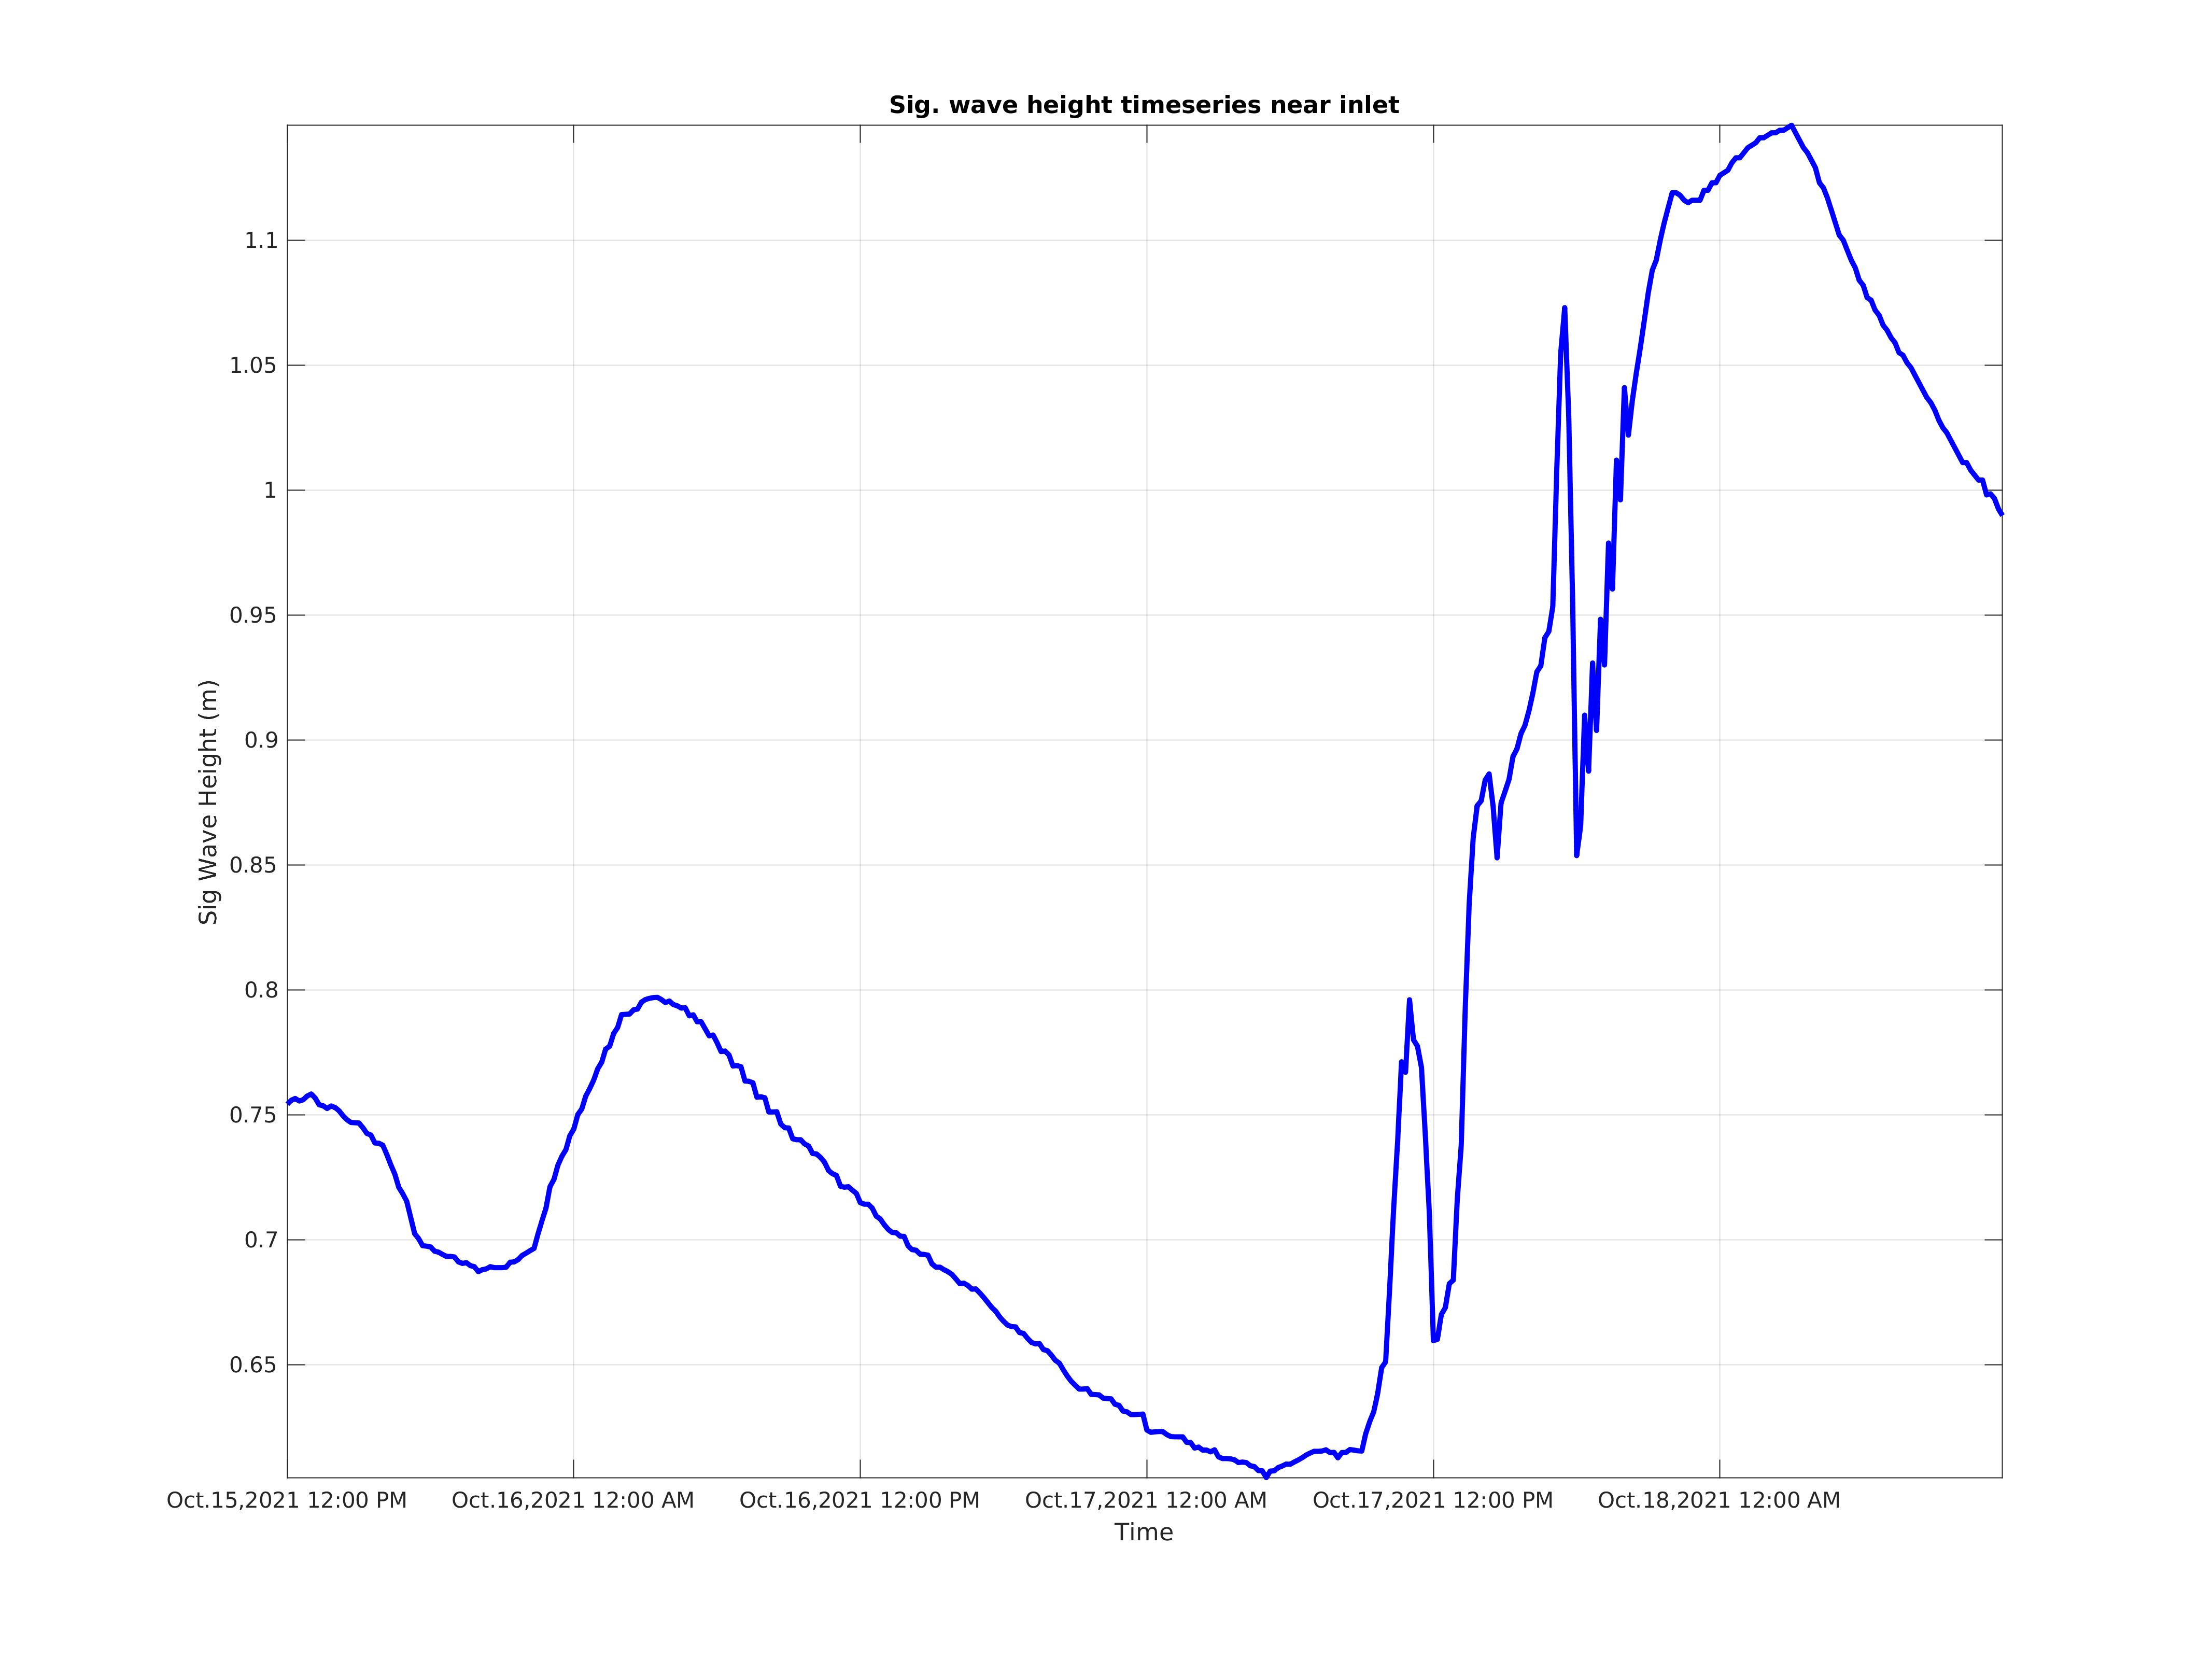 Sig. wave height timeseries near inlet
1.1
1.05
1
0.95
0.9
0.85
0.8
0.75
0.7
0.65
Sig Wave Height (m)
Oct.15,2021 12:00 PM Oct.16,2021 12:00 AM Oct.16,2021 12:00 PM Oct.17,2021 12:00 AM Oct.17,2021 12:00 PM Oct.18,2021 12:00 AM
Time